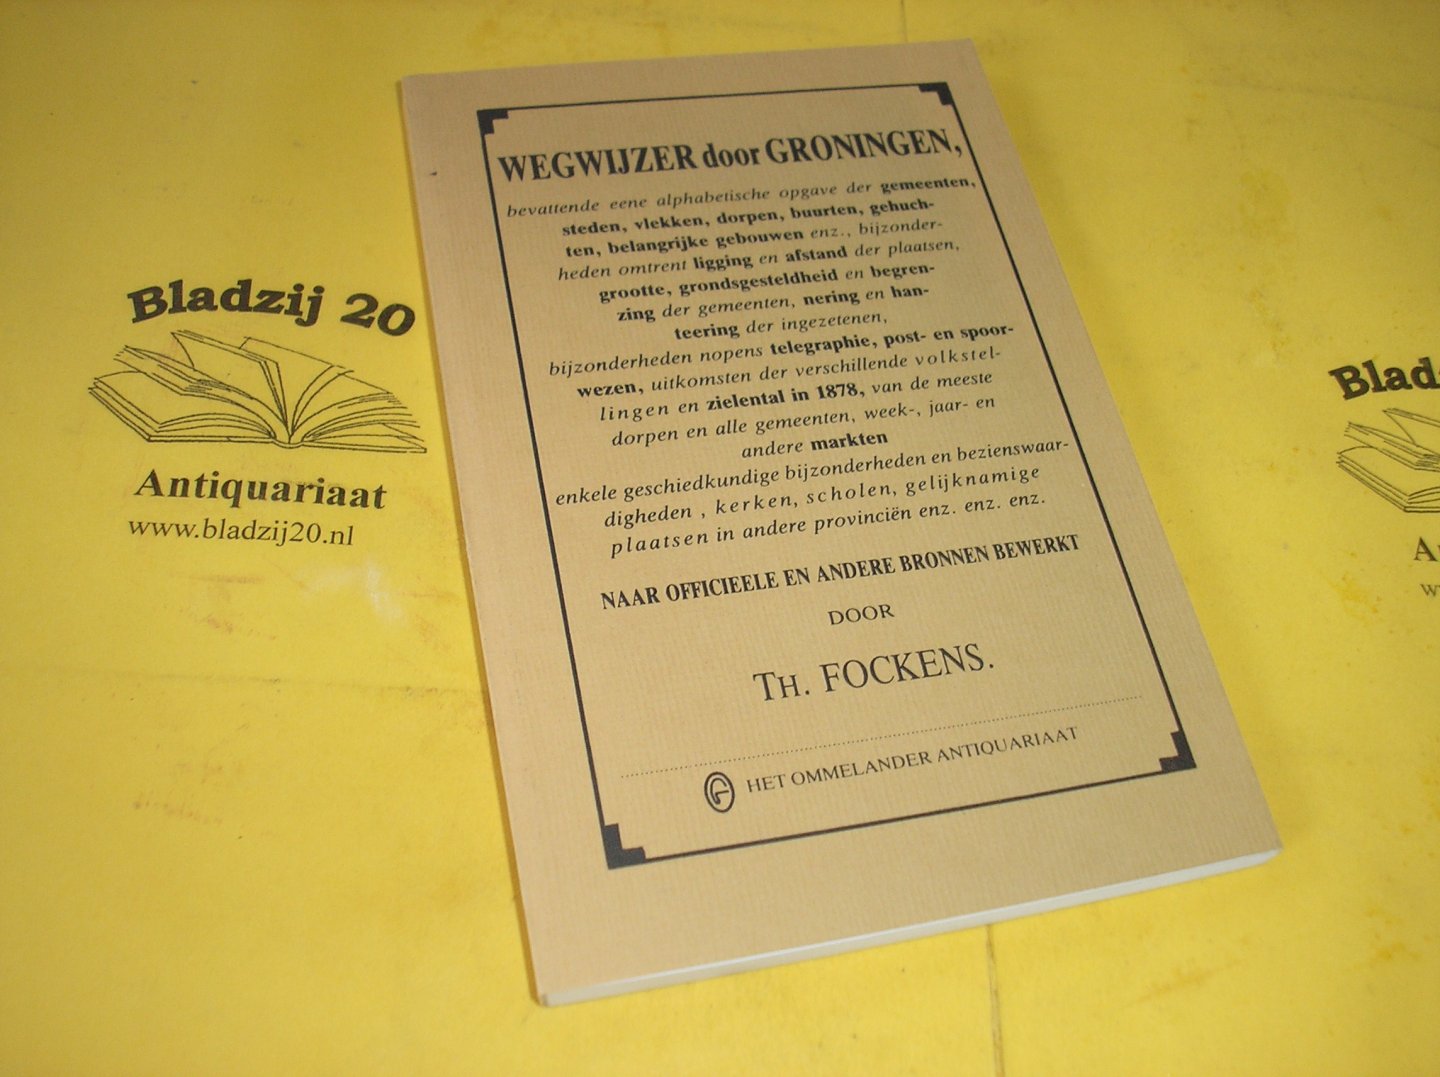 WEGWIJZER door GRONINGEN,
bevattende eene alphabetische opgave der gemeenten,
steden, vlekken, dorpen, buurten, gehuch-
ten, belangrijke gebouwen enz., bijzonder-
heden omtrent ligging en afstand der plaatsen,
grootte, grondsgesteldheid en begren-
zing der gemeenten, nering en han-
teering der ingezetenen,
bijzonderheden nopens telegraphie, post- en spoor-
wezen, uitkomsten der verschillende volkstel-
lingen en zielental in 1878, van de meeste
dorpen en alle gemeenten, week-, jaar- en
andere markten
enkele geschiedkundige bijzonderheden en bezienswaar-
digheden , kerken, scholen, gelijknamige
plaatsen in andere provinciën enz. enz. enz.
NAAR OFFICIEELE EN ANDERE BRONNEN BEWERKT
DOOR
TH. FOCKENS.
HET OMMELANDER ANTIQUARIAAT
Bladzij 20
Antiquariaat
www.bladzij20.nl